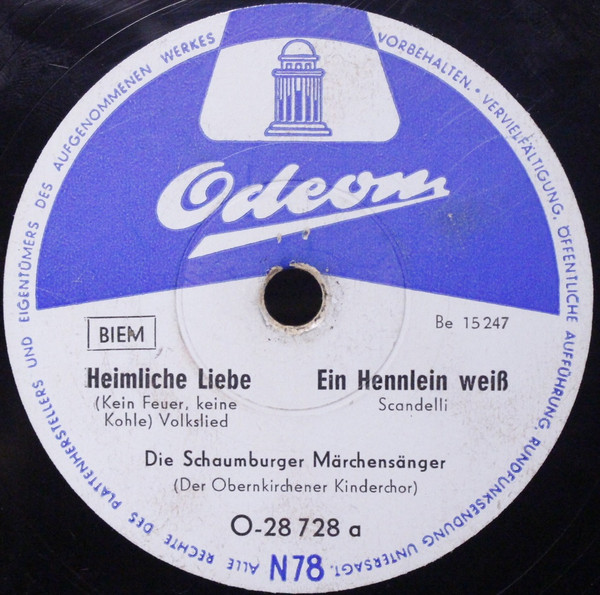 ALLE RECHTE DES PLATTENHERSTELLERS UND EIGENTÜMERS DES AUFGENOMMENEN WERKES VORBEHALTEN. • VERVIELFÄLTIGUNG, ÖFFENTLICHE AUFFÜHRUNG, RUNDFUNKSENDUNG UNTERSAGT.
Odeon
BIEM
Be 15 247
Heimliche Liebe
(Kein Feuer, keine
Kohle) Volkslied
Ein Hennlein weiß
Scandelli
Die Schaumburger Märchensänger
(Der Obernkirchener Kinderchor)
O-28 728 a
N78